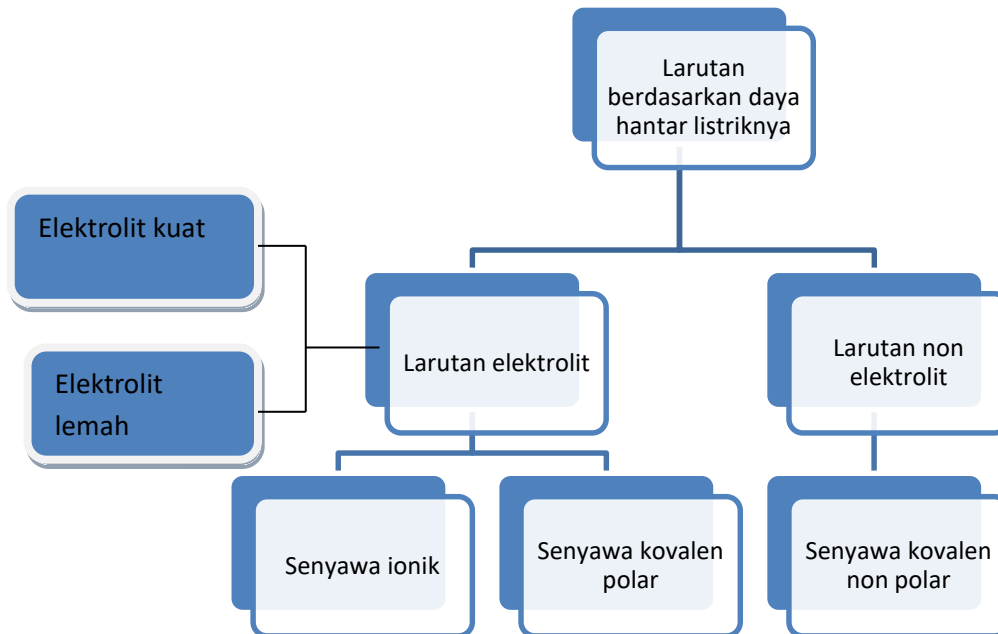 Larutan
berdasarkan daya
hantar listriknya
Elektrolit kuat
Elektrolit
lemah
Larutan elektrolit
Larutan non
elektrolit
Senyawa ionik
Senyawa kovalen
polar
Senyawa kovalen
non polar